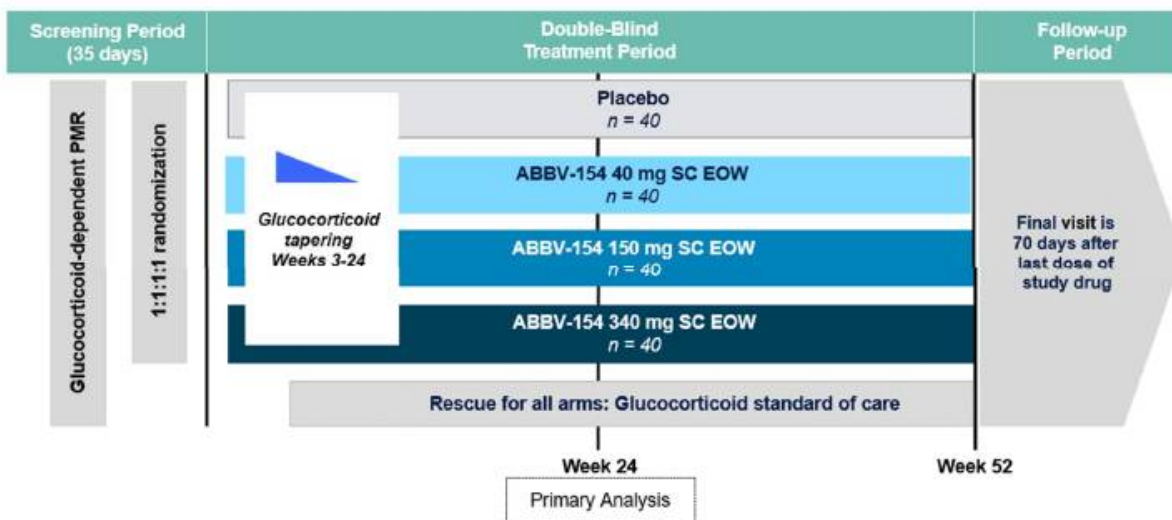 Screening Period
(35 days)
Double-Blind
Treatment Period
Follow-up
Period
Glucocorticoid-dependent PMR
1:1:1:1 randomization
Glucocorticoid
tapering
Weeks 3-24
Placebo
n = 40
ABBV-154 40 mg SC EOW
n = 40
ABBV-154 150 mg SC EOW
n = 40
ABBV-154 340 mg SC EOW
n = 40
Rescue for all arms: Glucocorticoid standard of care
Final visit is
70 days after
last dose of
study drug
Week 24
Week 52
Primary Analysis